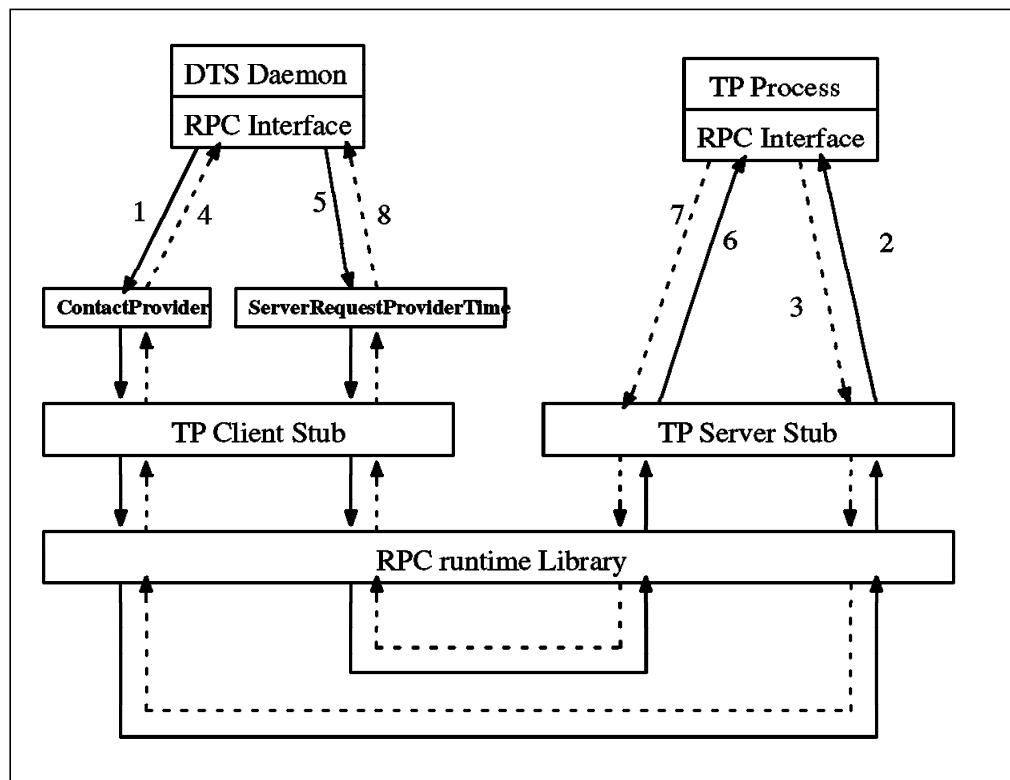 DTS Daemon
RPC Interface
TP Process
RPC Interface
1
4
5
8
7
6
2
3
ContactProvider
ServerRequestProviderTime
TP Client Stub
TP Server Stub
RPC runtime Library